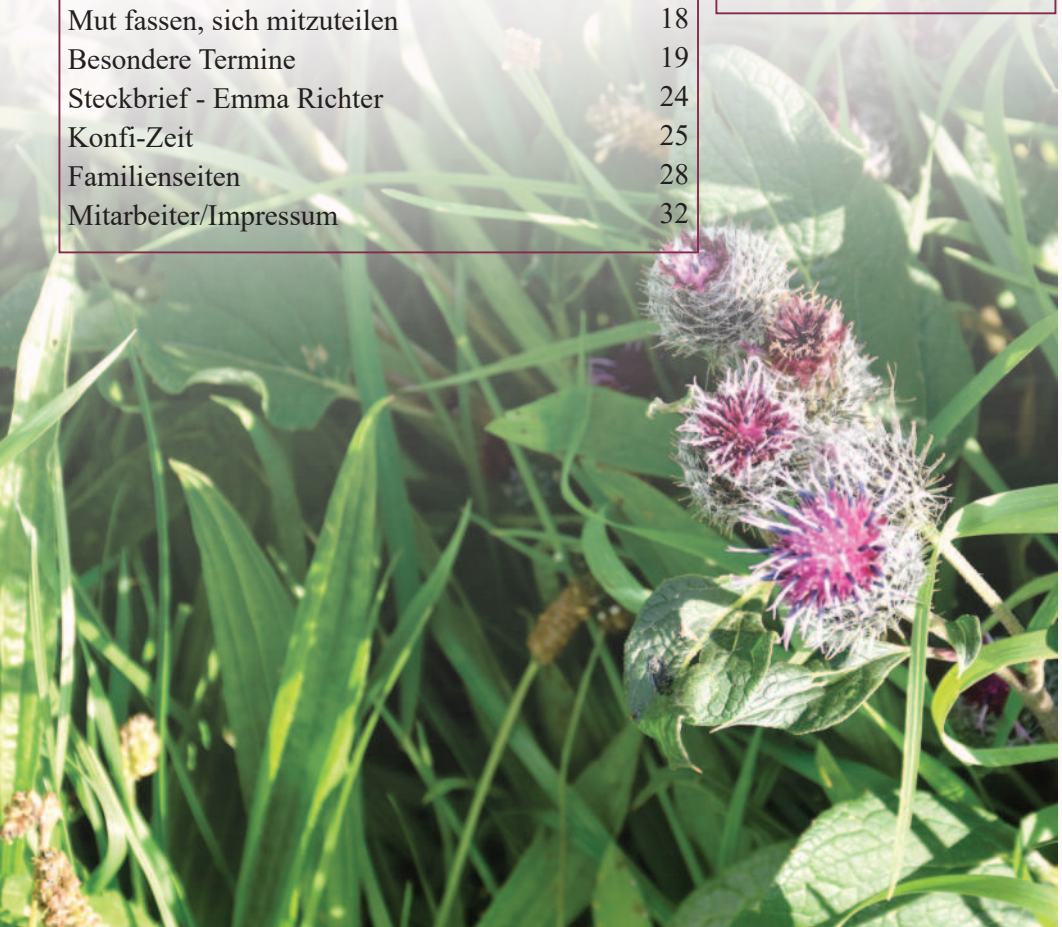 Mut fassen, sich mitzuteilen 18
Besondere Termine 19
Steckbrief - Emma Richter 24
Konfi-Zeit 25
Familienseiten 28
Mitarbeiter/Impressum 32